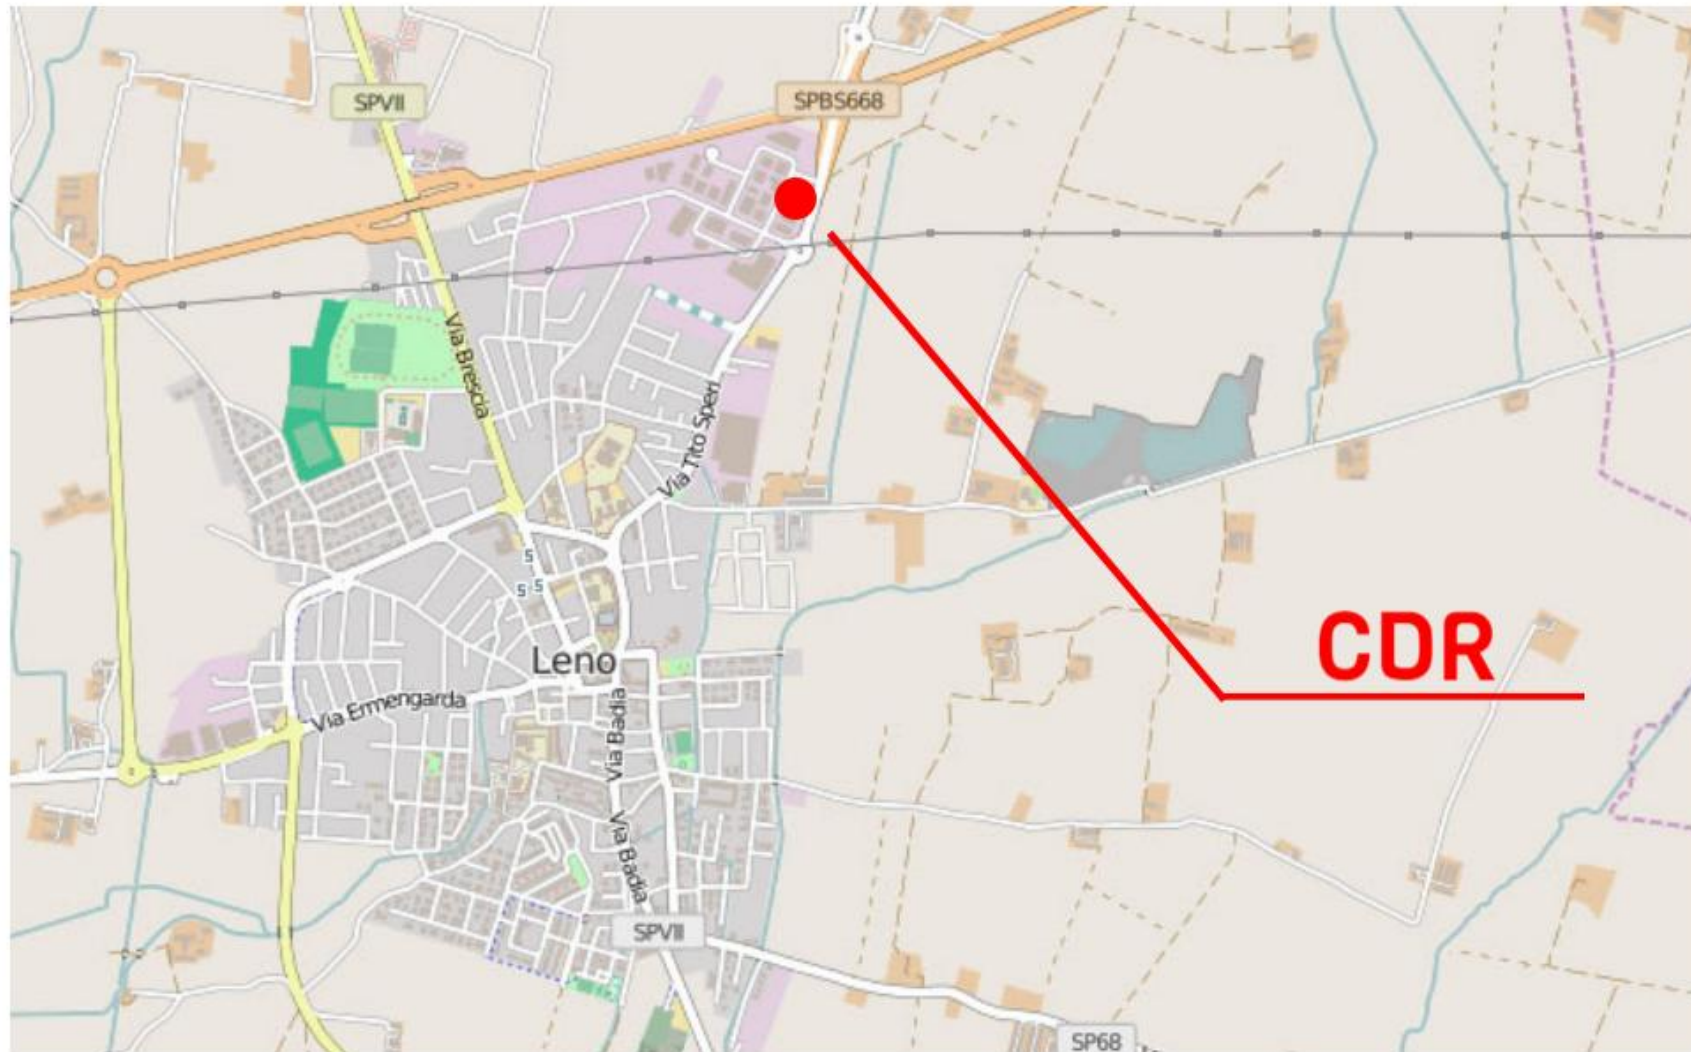 SPVII
SPBS668
Via Brescia
Via Tito Speri
CDR
Leno
Via Ermengarda
Via Badia
Via Badia
SPVII
SP68